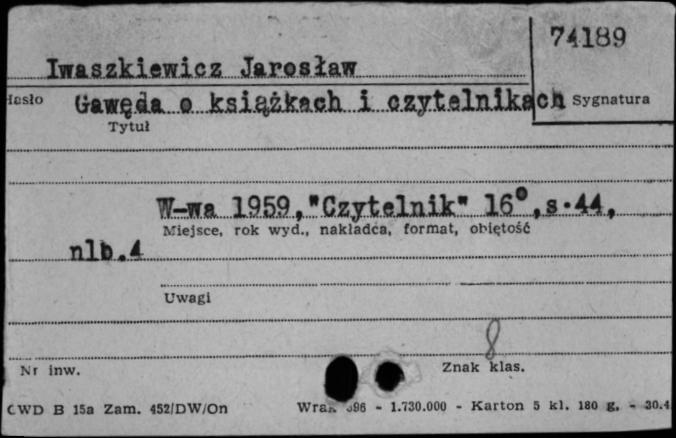 74189
Iwaszkiewicz Jarosław
Hasło Gawęda o książkach i czytelnikach Sygnatura
Tytuł
W-wa 1959, "Czytelnik" 16°, s.44,
Miejsce, rok wyd., nakładca, format, objętość
nlb.4
Uwagi
8
Nr inw. Znak klas.
CWD B 15a Zam. 452/DW/On 396 - 1.730.000 - Karton 5 kl. 180 g. - 30.4